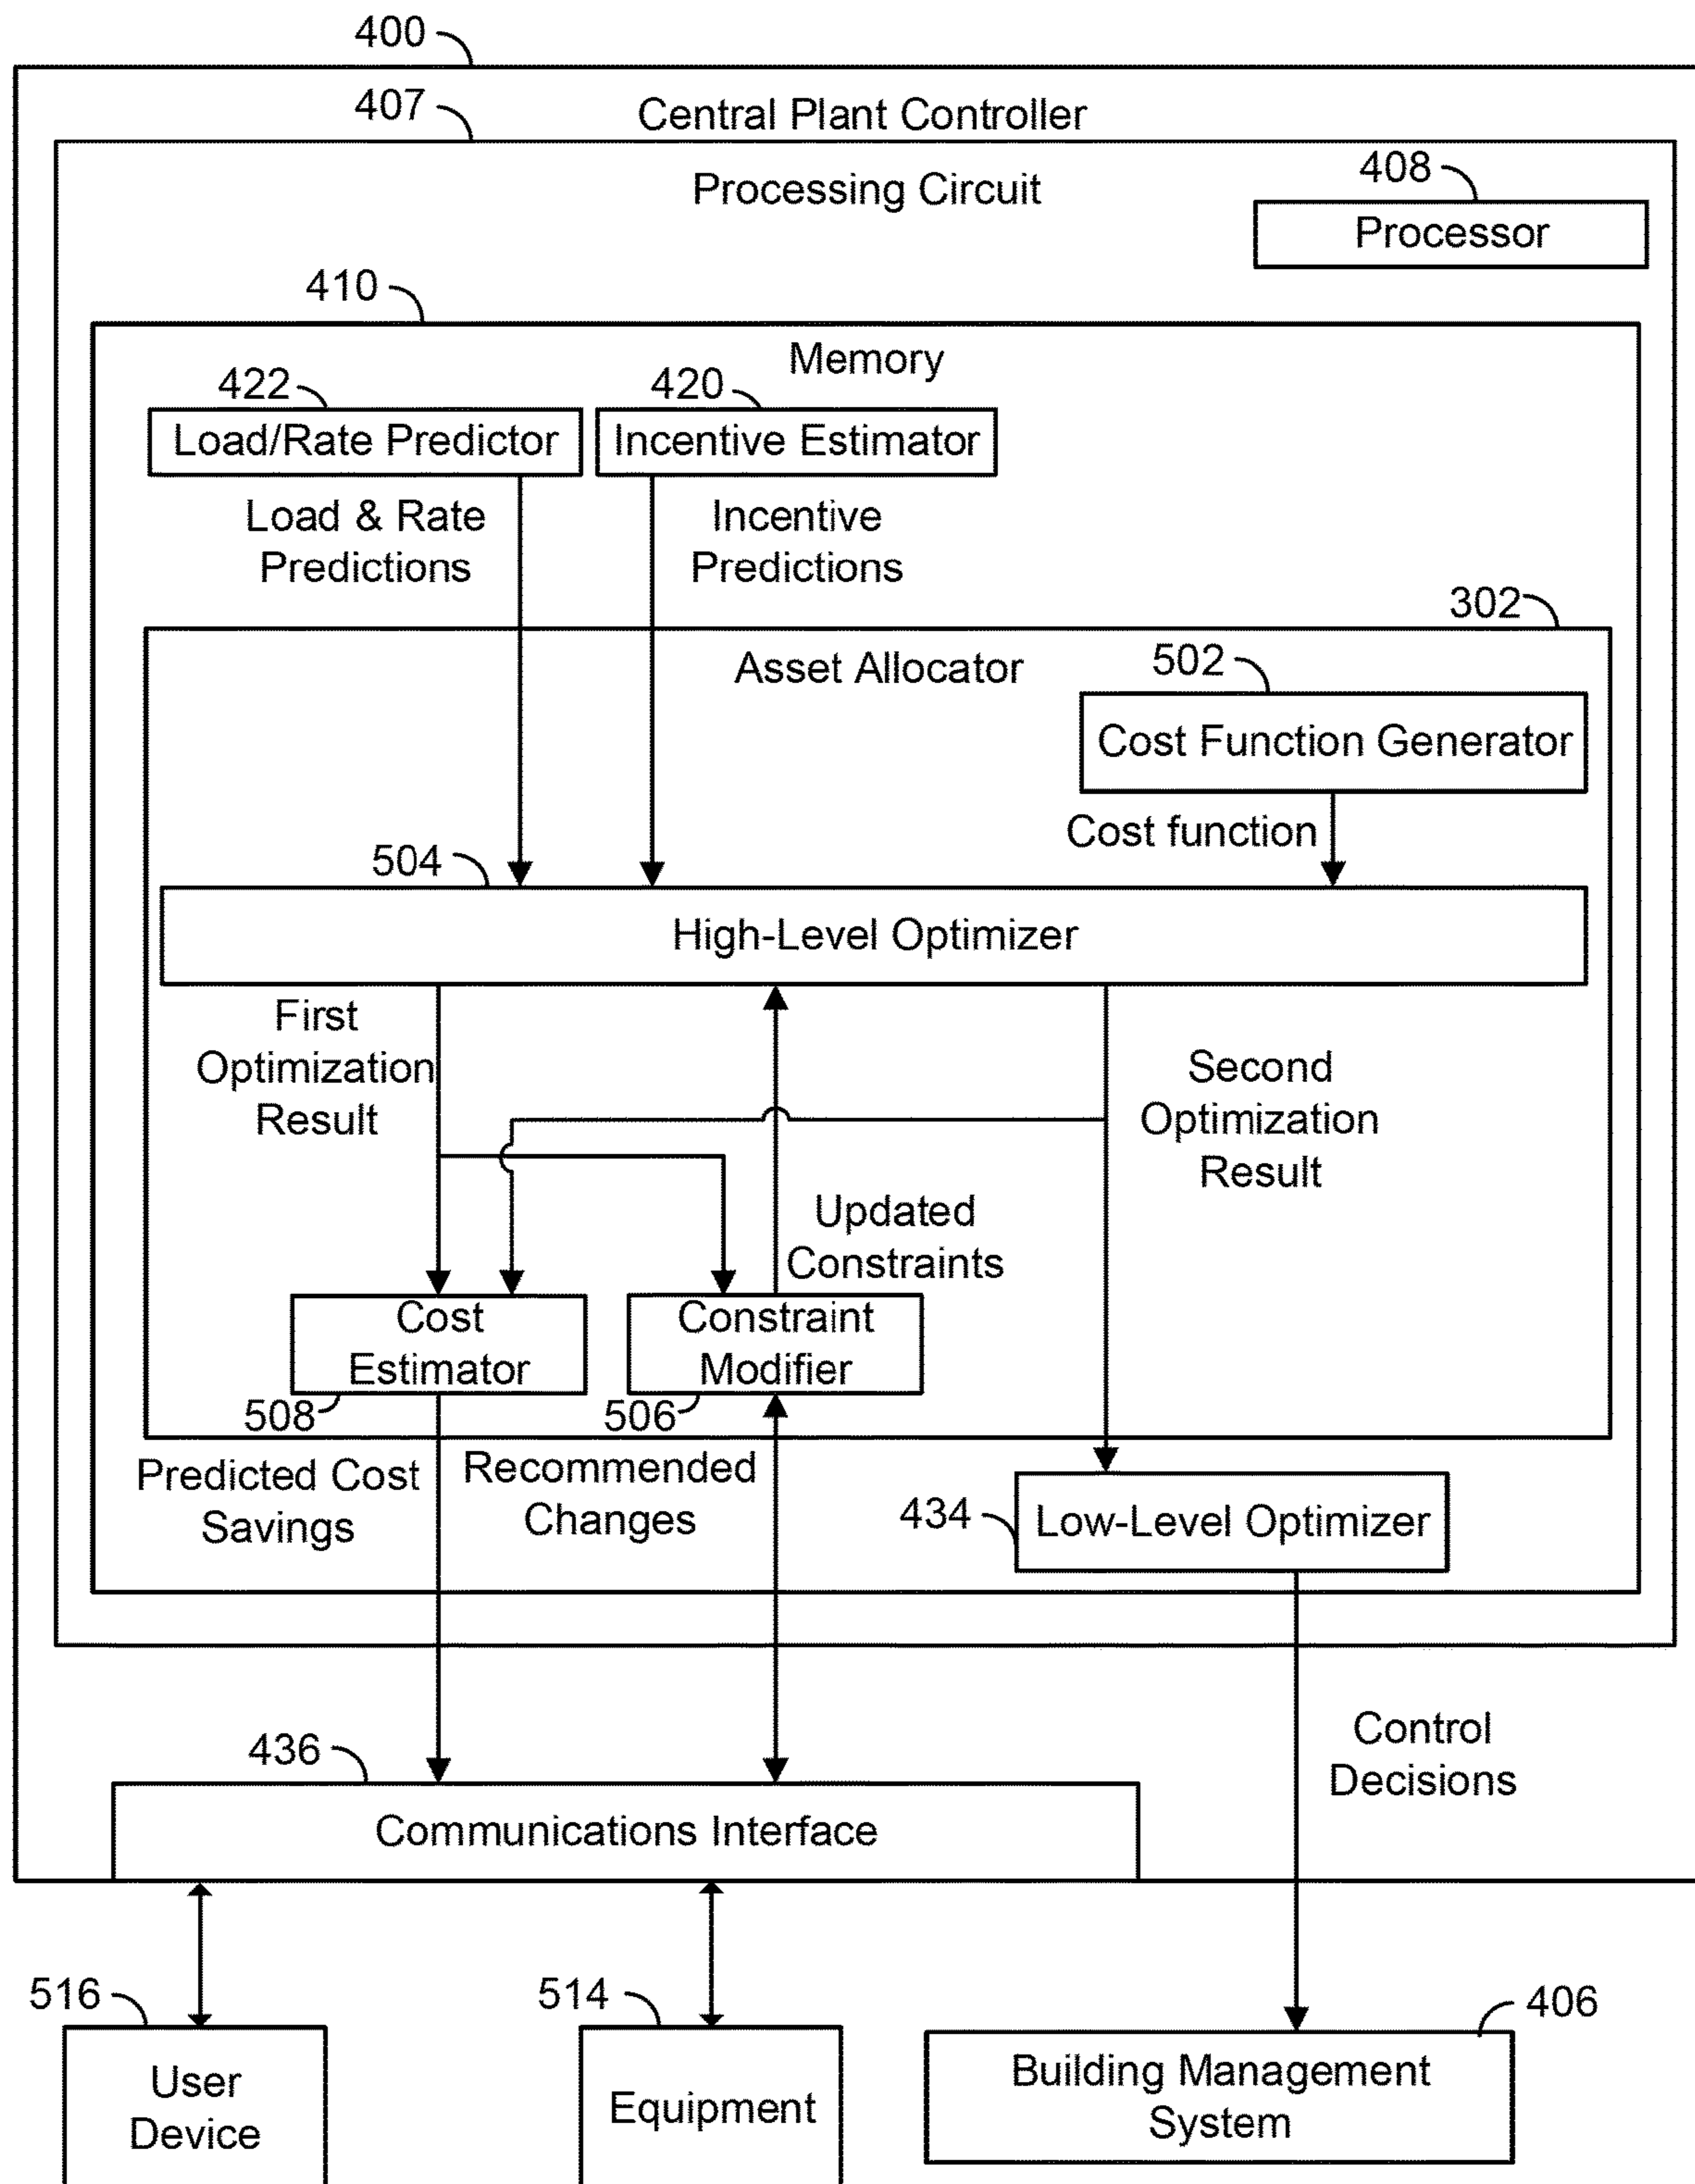 400
Central Plant Controller
407
Processing Circuit
408
Processor
410
Memory
422
420
Load/Rate Predictor
Incentive Estimator
Load & Rate
Predictions
Incentive
Predictions
302
Asset Allocator
502
Cost Function Generator
Cost function
504
High-Level Optimizer
First
Optimization
Result
Second
Optimization
Result
Updated
Constraints
Cost
Estimator
Constraint
Modifier
508
506
Predicted Cost
Savings
Recommended
Changes
434
Low-Level Optimizer
Control
Decisions
436
Communications Interface
516
514
406
User
Device
Equipment
Building Management
System